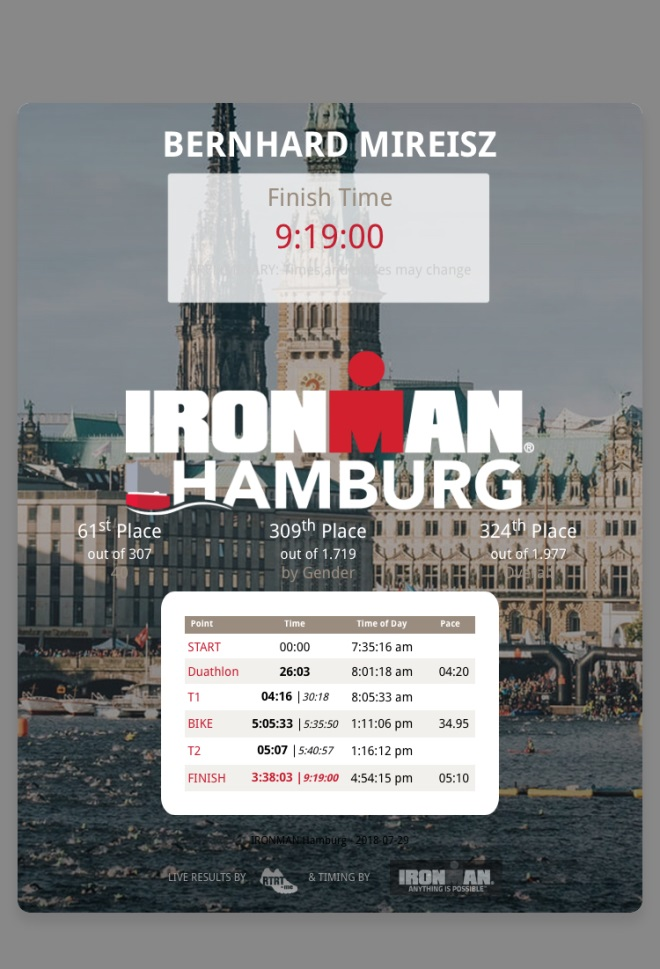 BERNHARD MIREISZ
Finish Time
9:19:00
PRELIMINARY: Times and places may change
IRONMAN®
HAMBURG
61st Place 309th Place 324th Place
out of 307 out of 1.719 out of 1.977
by Gender Overall
Point Time Time of Day Pace
START 00:00 7:35:16 am
Duathlon 26:03 8:01:18 am 04:20
T1 04:16 | 30:18 8:05:33 am
BIKE 5:05:33 | 5:35:50 1:11:06 pm 34.95
T2 05:07 | 5:40:57 1:16:12 pm
FINISH 3:38:03 | 9:19:00 4:54:15 pm 05:10
IRONMAN Hamburg - 2018-07-29
LIVE RESULTS BY RTRT & TIMING BY IRONMAN
ANYTHING IS POSSIBLE